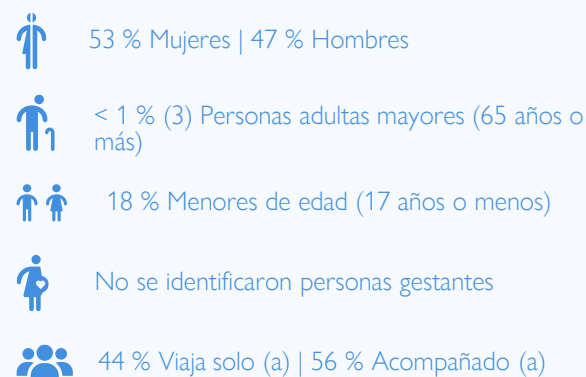 53 % Mujeres | 47 % Hombres
< 1 % (3) Personas adultas mayores (65 años o
más)
18 % Menores de edad (17 años o menos)
No se identificaron personas gestantes
44 % Viaja solo (a) | 56 % Acompañado (a)